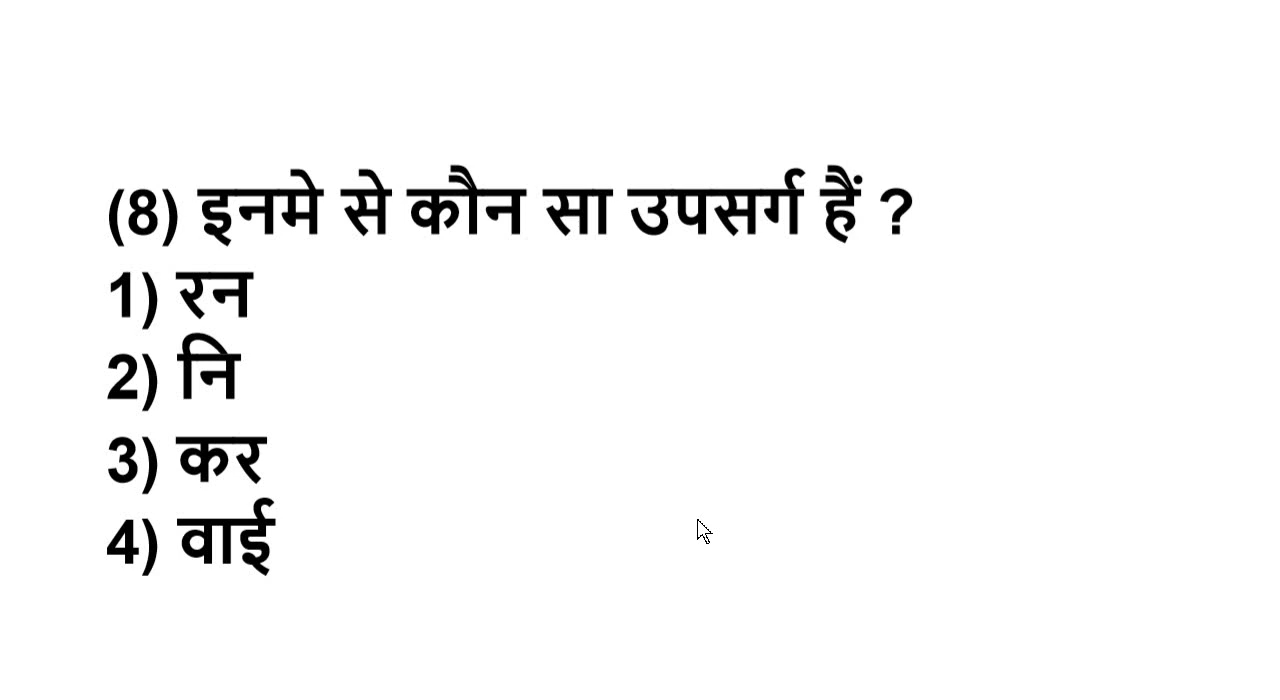 (8) इनमे से कौन सा उपसर्ग हैं ?
1) रन
2) नि
3) कर
4) वाई